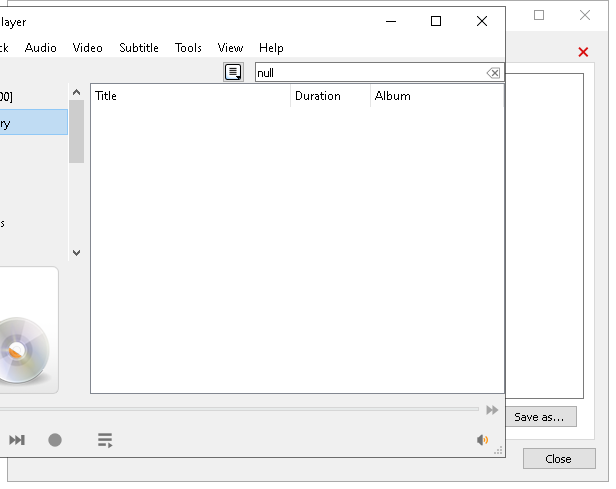 layer
ck Audio Video Subtitle Tools View Help
null
00]
Title Duration Album
ry
s
Save as...
Close